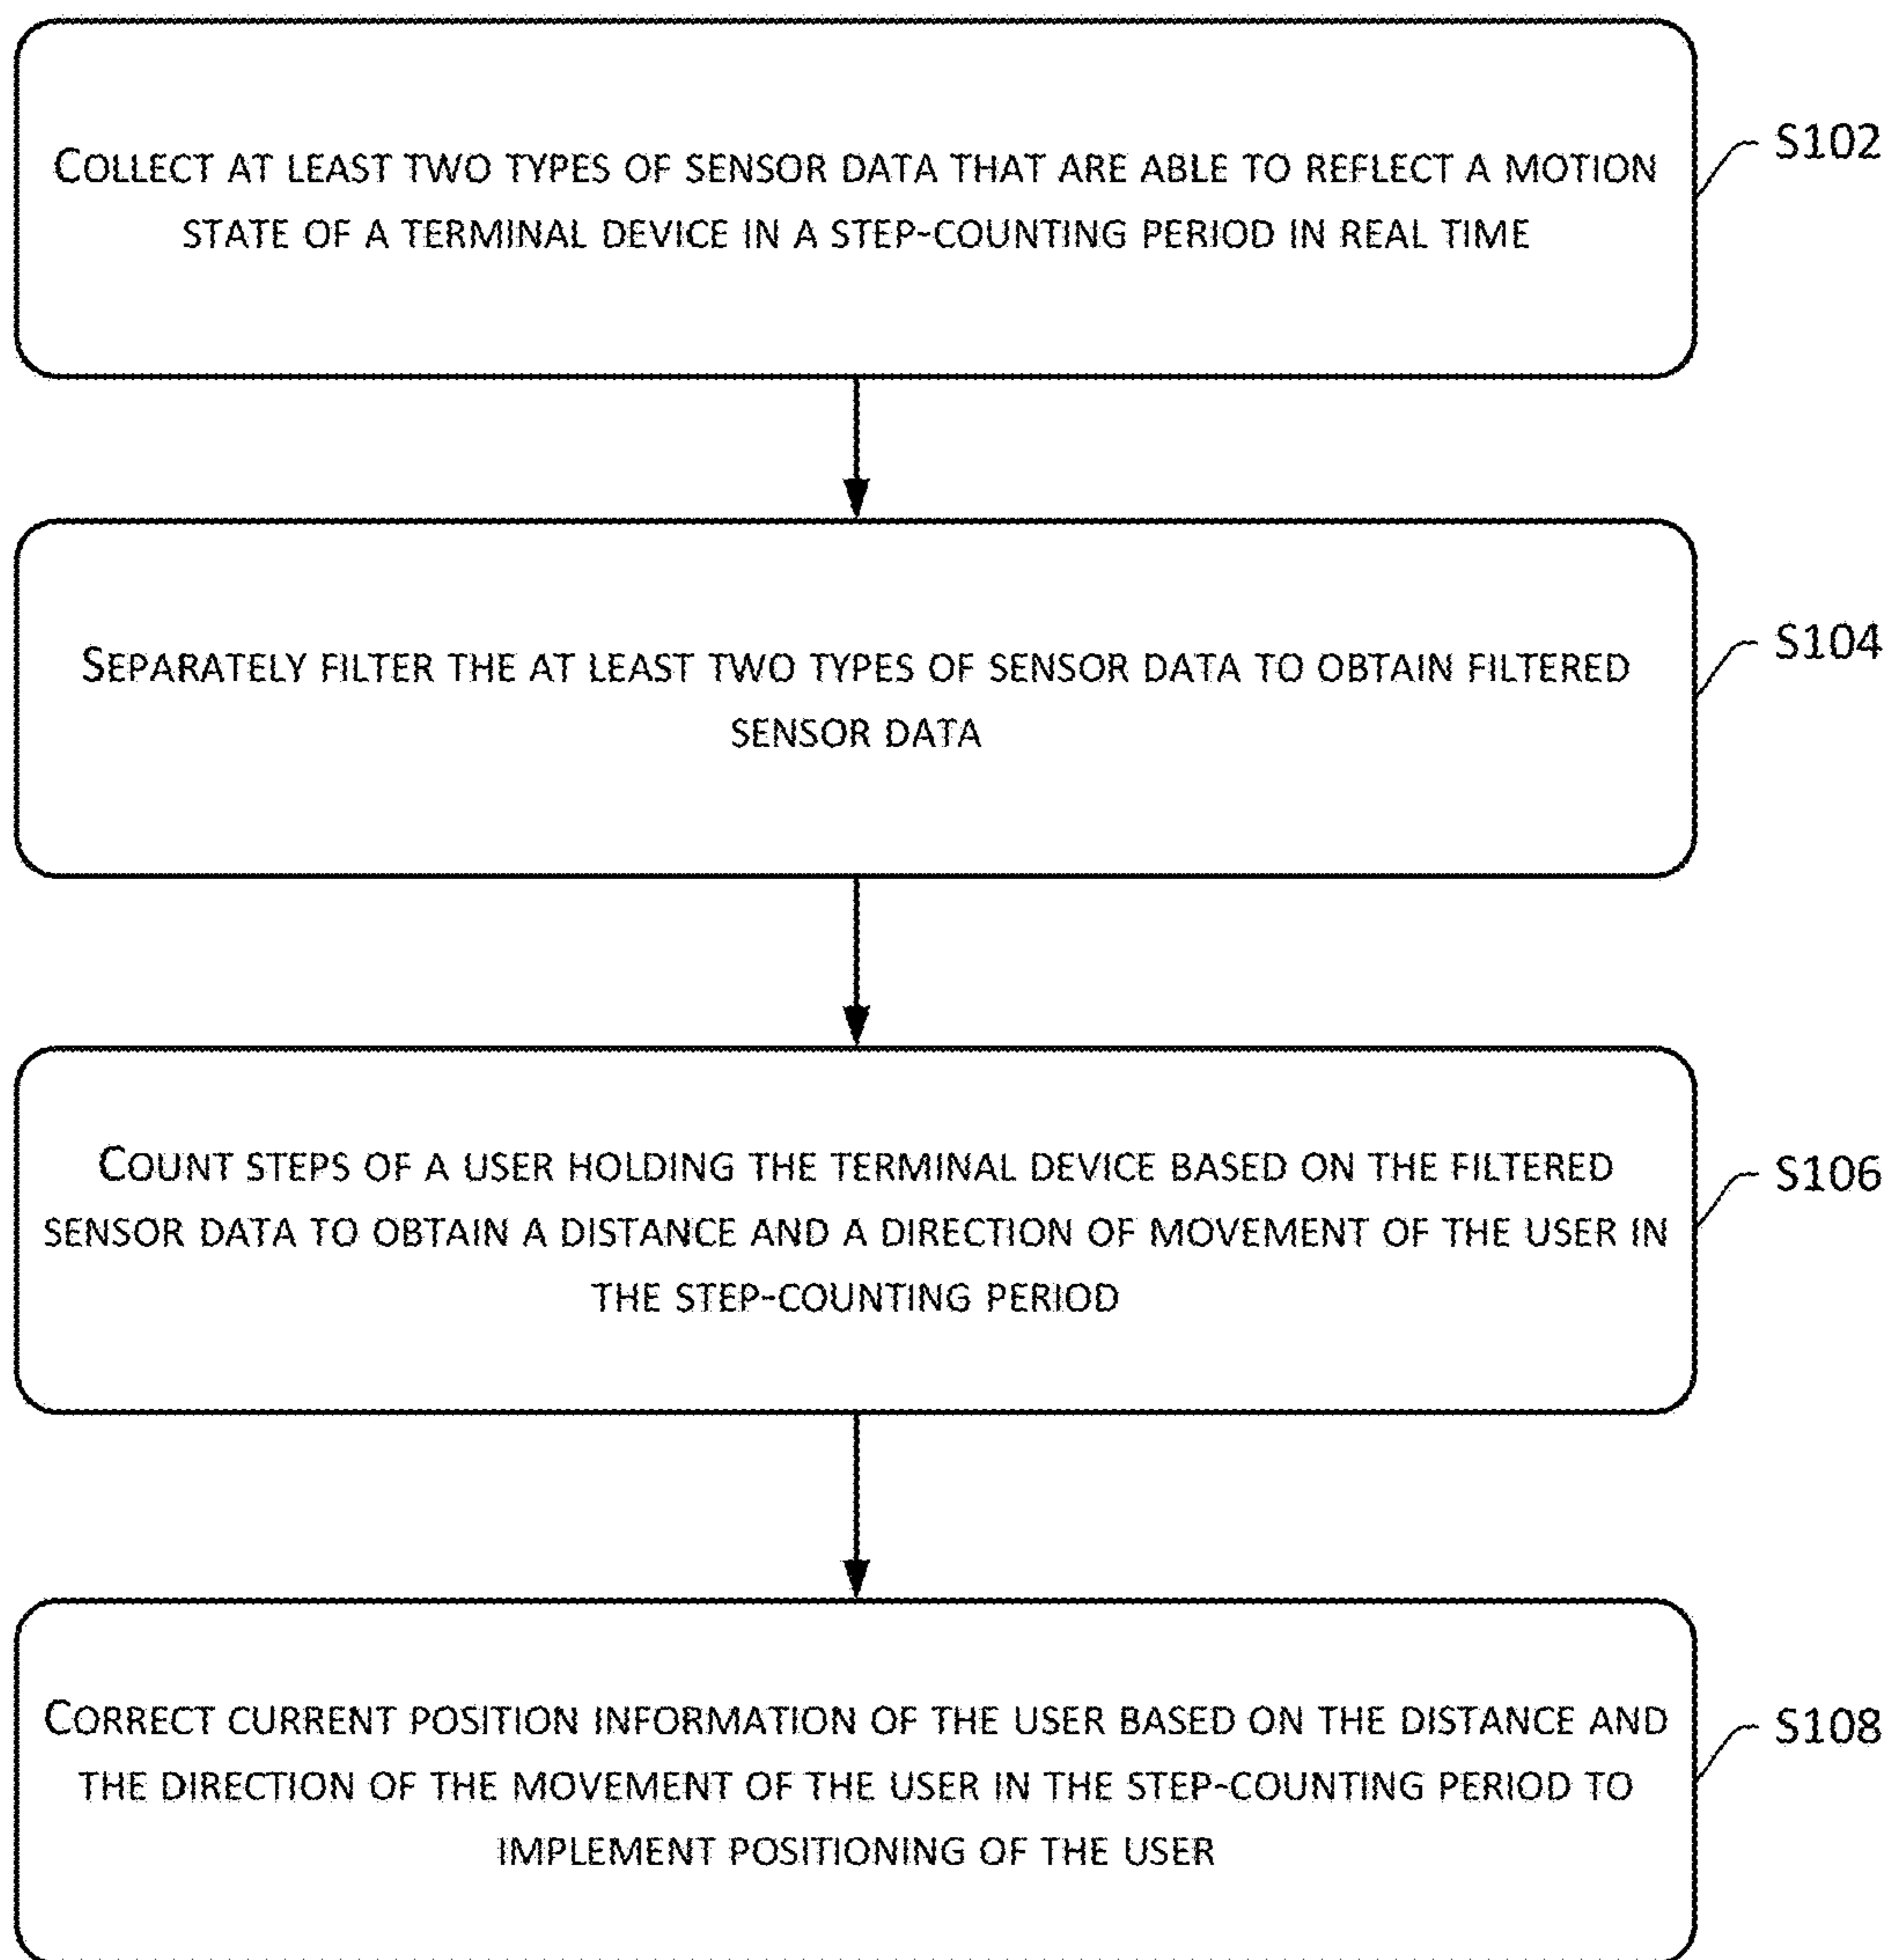 COLLECT AT LEAST TWO TYPES OF SENSOR DATA THAT ARE ABLE TO REFLECT A MOTION
STATE OF A TERMINAL DEVICE IN A STEP-COUNTING PERIOD IN REAL TIME
S102
SEPARATELY FILTER THE AT LEAST TWO TYPES OF SENSOR DATA TO OBTAIN FILTERED
SENSOR DATA
S104
COUNT STEPS OF A USER HOLDING THE TERMINAL DEVICE BASED ON THE FILTERED
SENSOR DATA TO OBTAIN A DISTANCE AND A DIRECTION OF MOVEMENT OF THE USER IN
THE STEP-COUNTING PERIOD
S106
CORRECT CURRENT POSITION INFORMATION OF THE USER BASED ON THE DISTANCE AND
THE DIRECTION OF THE MOVEMENT OF THE USER IN THE STEP-COUNTING PERIOD TO
IMPLEMENT POSITIONING OF THE USER
S108